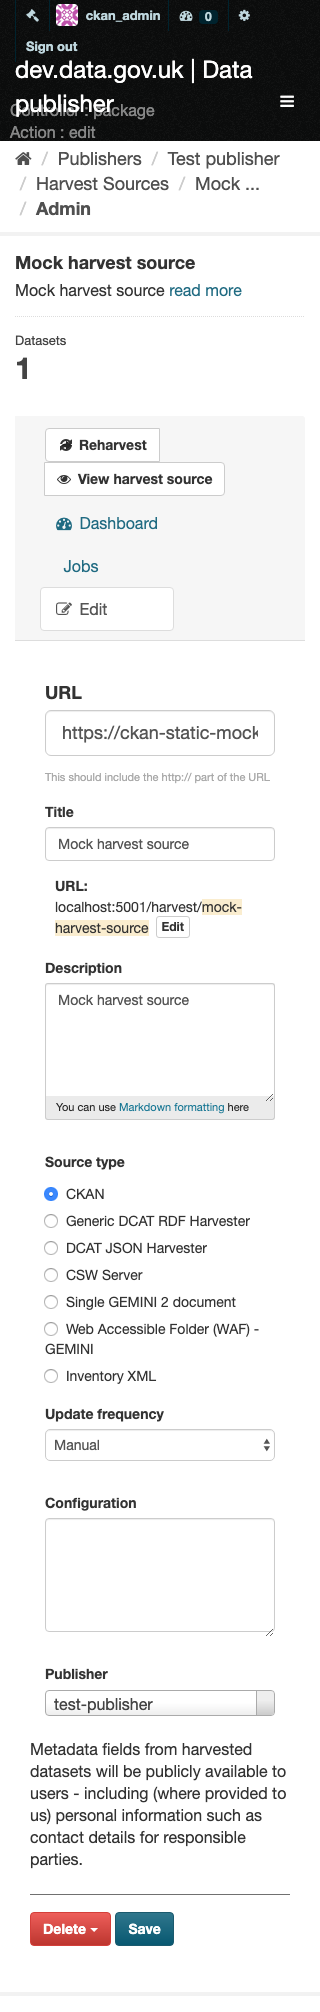 ckan_admin 0
Sign out
dev.data.gov.uk | Data
publisher
Controller : package
Action : edit
/ Publishers / Test publisher
/ Harvest Sources / Mock ...
/ Admin
Mock harvest source
Mock harvest source read more
Datasets
1
Reharvest
View harvest source
Dashboard
Jobs
Edit
URL
https://ckan-static-mock
This should include the http:// part of the URL
Title
Mock harvest source
URL:
localhost:5001/harvest/mock-
harvest-source Edit
Description
Mock harvest source
You can use Markdown formatting here
Source type
CKAN
Generic DCAT RDF Harvester
DCAT JSON Harvester
CSW Server
Single GEMINI 2 document
Web Accessible Folder (WAF) -
GEMINI
Inventory XML
Update frequency
Manual
Configuration
Publisher
test-publisher
Metadata fields from harvested
datasets will be publicly available to
users - including (where provided to
us) personal information such as
contact details for responsible
parties.
Delete Save